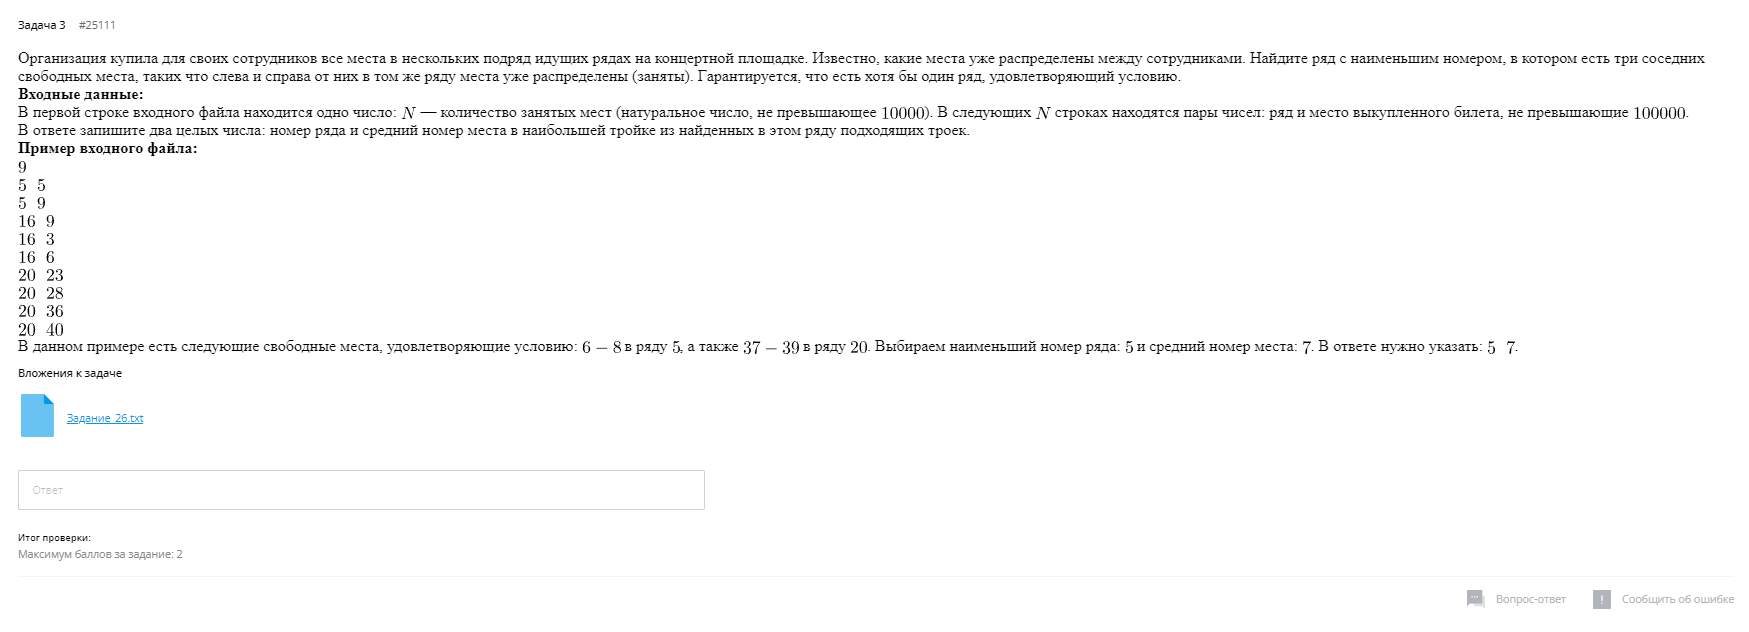 Задача 3 #25111
Организация купила для своих сотрудников все места в нескольких подряд идущих рядах на концертной площадке. Известно, какие места уже распределены между сотрудниками. Найдите ряд с наименьшим номером, в котором есть три соседних
свободных места, таких что слева и справа от них в том же ряду места уже распределены (заняты). Гарантируется, что есть хотя бы один ряд, удовлетворяющий условию.
Входные данные:
В первой строке входного файла находится одно число: N — количество занятых мест (натуральное число, не превышающее 10000). В следующих N строках находятся пары чисел: ряд и место выкупленного билета, не превышающие 100000.
В ответе запишите два целых числа: номер ряда и средний номер места в наибольшей тройке из найденных в этом ряду подходящих троек.
Пример входного файла:
9
5 5
5 9
16 9
16 3
16 6
20 23
20 28
20 36
20 40
В данном примере есть следующие свободные места, удовлетворяющие условию: 6 − 8 в ряду 5, а также 37 − 39 в ряду 20. Выбираем наименьший номер ряда: 5 и средний номер места: 7. В ответе нужно указать: 5 7.
Вложения к задаче
Задание_26.txt
Ответ
Итог проверки:
Максимум баллов за задание: 2
Вопрос-ответ
Сообщить об ошибке